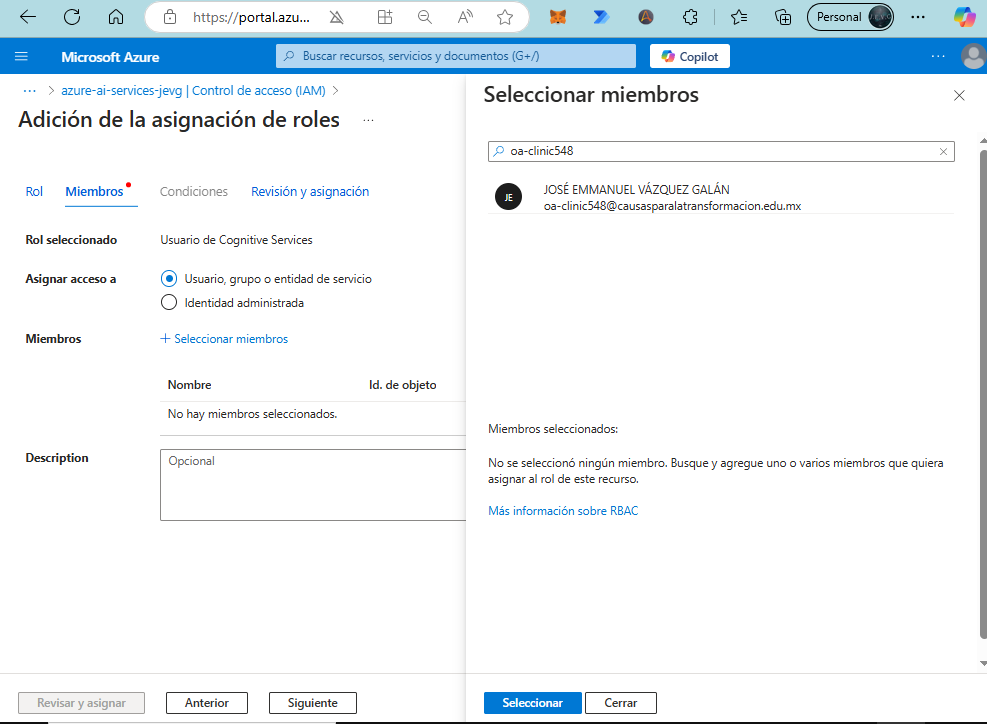 https://portal.azu...
Personal
Microsoft Azure
Buscar recursos, servicios y documentos (G+/)
Copilot
... > azure-ai-services-jevg | Control de acceso (IAM) >
Adición de la asignación de roles ...
Rol Miembros Condiciones Revisión y asignación
Rol seleccionado Usuario de Cognitive Services
Asignar acceso a Usuario, grupo o entidad de servicio
Identidad administrada
Miembros + Seleccionar miembros
Nombre Id. de objeto
No hay miembros seleccionados.
Description Opcional
Revisar y asignar Anterior Siguiente
Seleccionar miembros
oa-clinic548
JE
JOSÉ EMMANUEL VÁZQUEZ GALÁN
oa-clinic548@causasparalatransformacion.edu.mx
Miembros seleccionados:
No se seleccionó ningún miembro. Busque y agregue uno o varios miembros que quiera
asignar al rol de este recurso.
Más información sobre RBAC
Seleccionar Cerrar